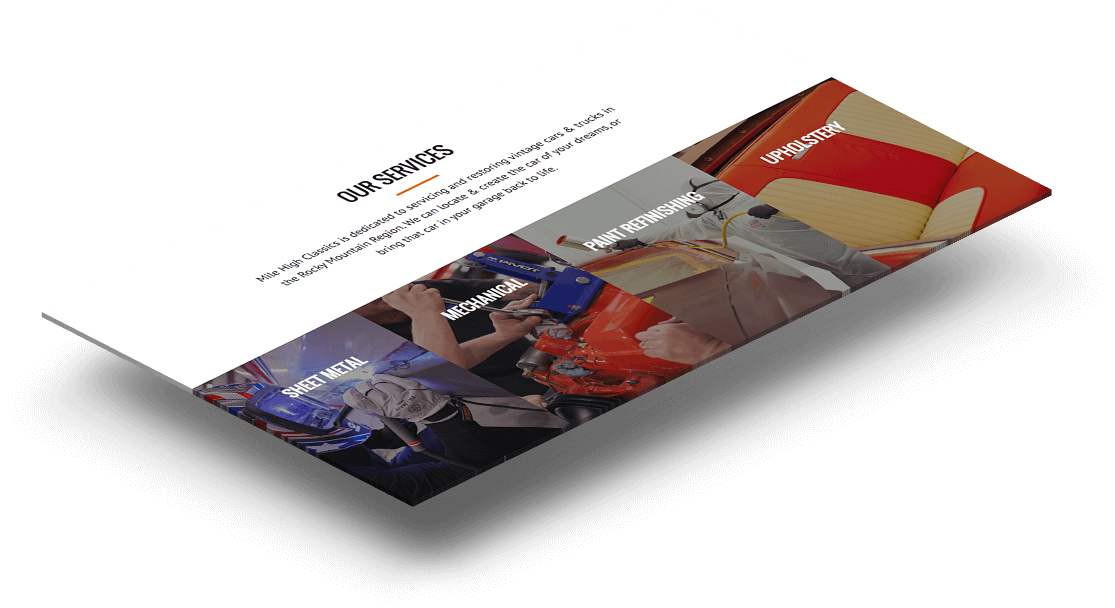 OUR SERVICES
Mile High Classics is dedicated to servicing and restoring vintage cars & trucks in
the Rocky Mountain Region. We can locate & create the car of your dreams, or
bring that car in your garage back to life.
SHEET METAL
MECHANICAL
PAINT REFINISHING
UPHOLSTERY
PIVOT